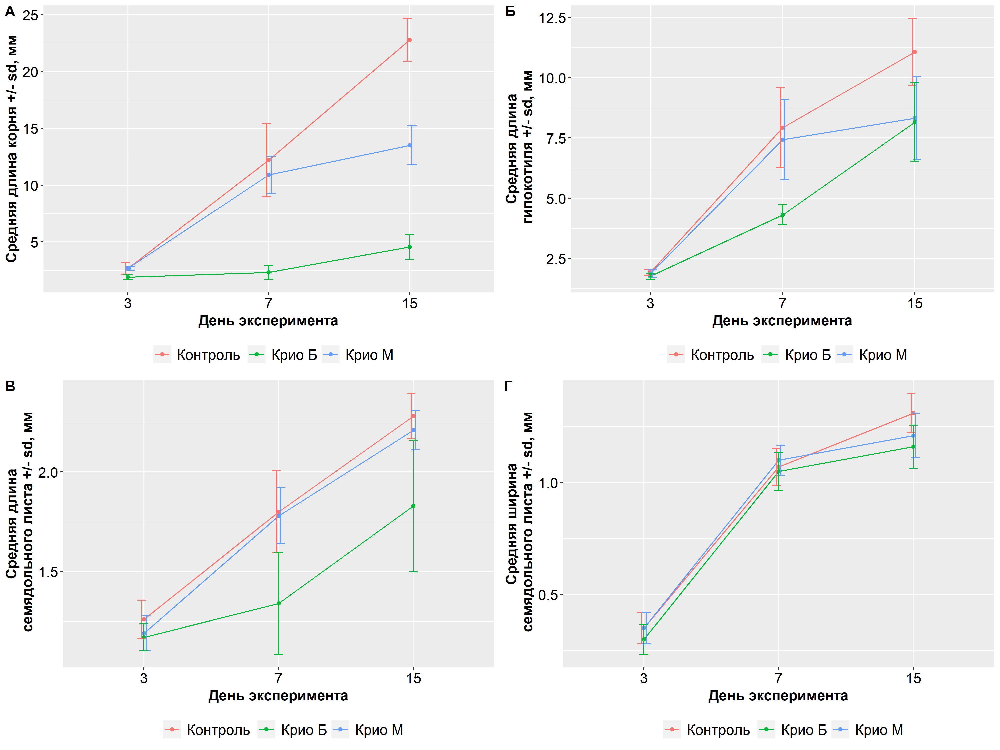 А
Средняя длина корня +/- sd, мм
25
20
15
10
5
3 7 15
День эксперимента
Контроль Крио Б Крио М
Б
Средняя длина
гипокотиля +/- sd, мм
12.5
10.0
7.5
5.0
2.5
3 7 15
День эксперимента
Контроль Крио Б Крио М
В
Средняя длина
семядольного листа +/- sd, мм
2.0
1.5
3 7 15
День эксперимента
Контроль Крио Б Крио М
Г
Средняя ширина
семядольного листа +/- sd, мм
1.0
0.5
3 7 15
День эксперимента
Контроль Крио Б Крио М